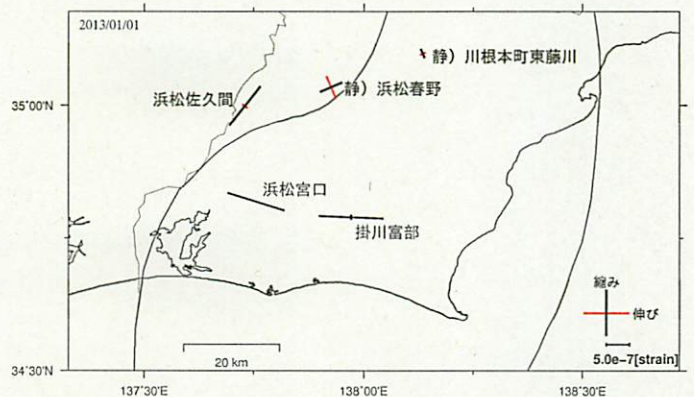 2013/01/01
静）川根本町東藤川
浜松佐久間
静）浜松春野
35°00'N
浜松宮口
掛川富部
縮み
伸び
5.0e-7[strain]
20 km
34°30'N
137°30'E
138°00'E
138°30'E